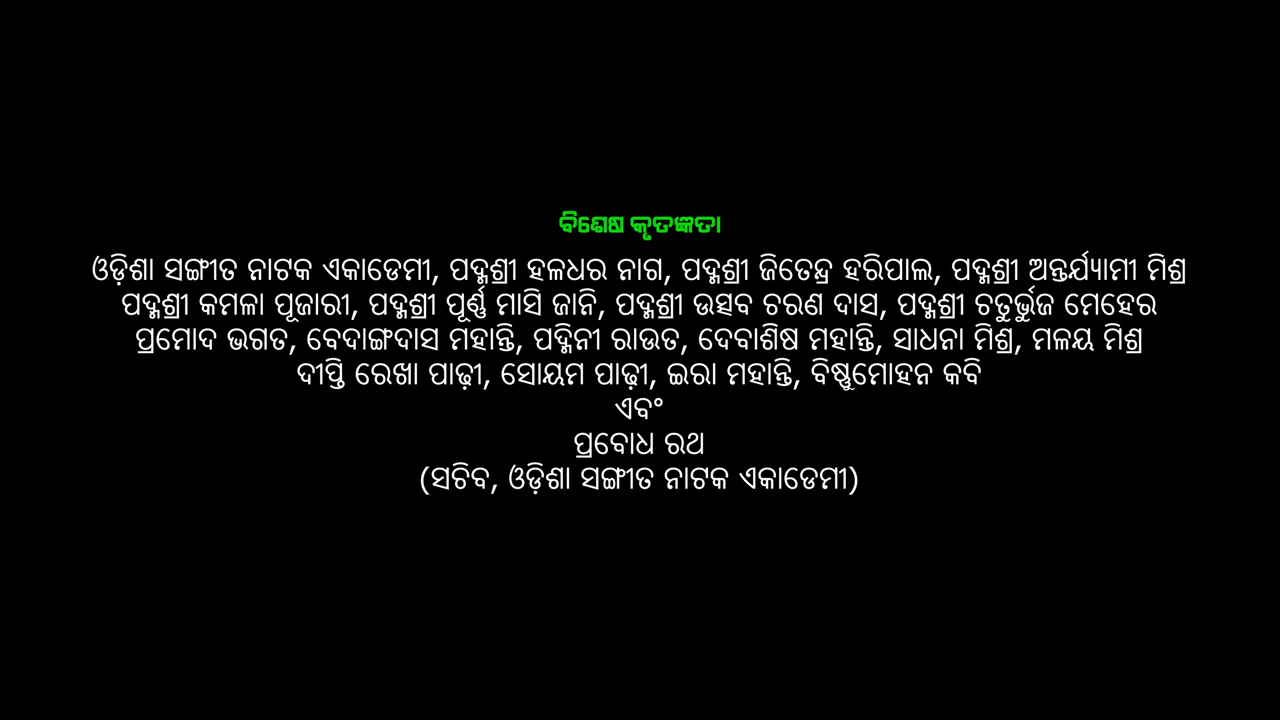 ବିଶେଷ କୃତଜ୍ଞତା
ଓଡ଼ିଶା ସଙ୍ଗୀତ ନାଟକ ଏକାଡେମୀ, ପଦ୍ମଶ୍ରୀ ହଳଧର ନାଗ, ପଦ୍ମଶ୍ରୀ ଜିତେନ୍ଦ୍ର ହରିପାଲ, ପଦ୍ମଶ୍ରୀ ଅନ୍ତର୍ଯ୍ୟାମୀ ମିଶ୍ର
ପଦ୍ମଶ୍ରୀ କମଳା ପୂଜାରୀ, ପଦ୍ମଶ୍ରୀ ପୂର୍ଣ୍ଣ ମାସି ଜାନି, ପଦ୍ମଶ୍ରୀ ଉତ୍ସବ ଚରଣ ଦାସ, ପଦ୍ମଶ୍ରୀ ଚତୁର୍ଭୁଜ ମେହେର
ପ୍ରମୋଦ ଭଗତ, ବେଦାଙ୍ଗଦାସ ମହାନ୍ତି, ପଦ୍ମିନୀ ରାଉତ, ଦେବାଶିଷ ମହାନ୍ତି, ସାଧନା ମିଶ୍ର, ମଳୟ ମିଶ୍ର
ଦୀପ୍ତି ରେଖା ପାଢ଼ୀ, ସୋୟମ ପାଢ଼ୀ, ଇରା ମହାନ୍ତି, ବିଷ୍ଣୁମୋହନ କବି
ଏବଂ
ପ୍ରବୋଧ ରଥ
(ସଚିବ, ଓଡ଼ିଶା ସଙ୍ଗୀତ ନାଟକ ଏକାଡେମୀ)